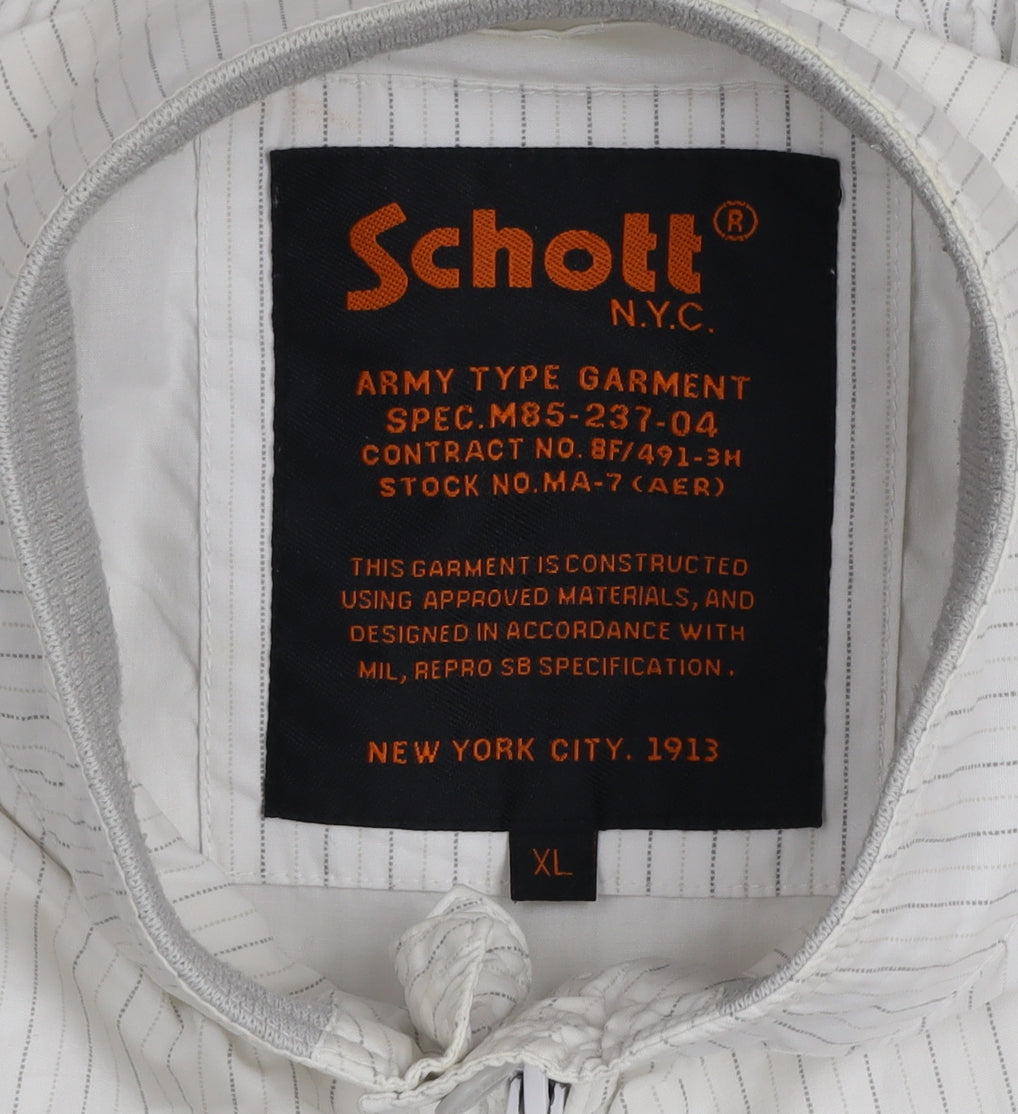 Schott®
N.Y.C.
ARMY TYPE GARMENT
SPEC.M85-237-04
CONTRACT NO. 8F/491-3H
STOCK NO.MA-7 (AER)
THIS GARMENT IS CONSTRUCTED
USING APPROVED MATERIALS, AND
DESIGNED IN ACCORDANCE WITH
MIL, REPRO SB SPECIFICATION.
NEW YORK CITY. 1913
XL